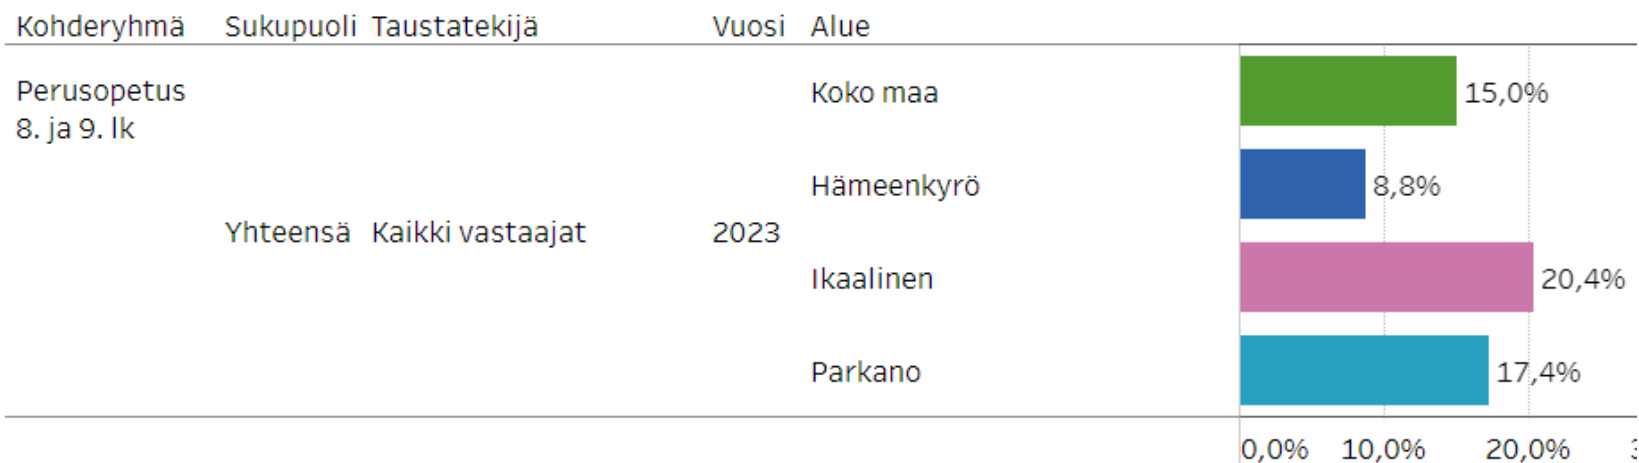 Kohderyhmä Sukupuoli Taustatekijä Vuosi Alue
Perusopetus
8. ja 9. lk
Koko maa 15,0%
Hämeenkyrö 8,8%
Yhteensä Kaikki vastaajat 2023
Ikaalinen 20,4%
Parkano 17,4%
0,0% 10,0% 20,0%